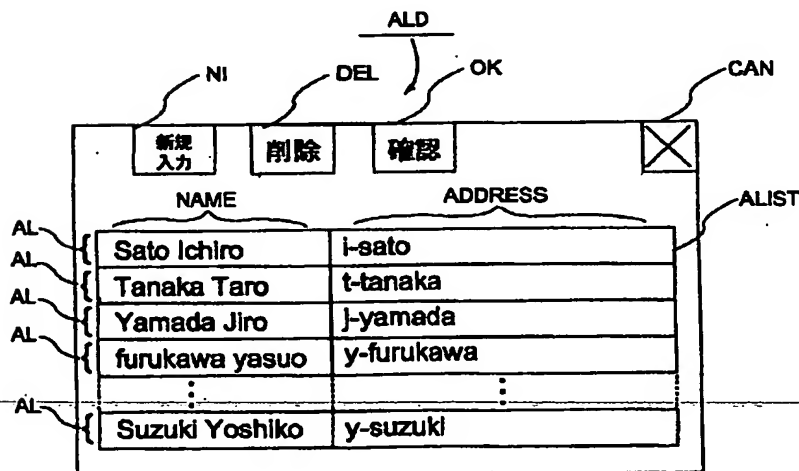 ALD
NI
DEL
OK
CAN
新規
入力
削除
確認
NAME
ADDRESS
ALIST
AL
Sato Ichiro
i-sato
AL
Tanaka Taro
t-tanaka
AL
Yamada Jiro
j-yamada
AL
furukawa yasuo
y-furukawa
AL
Suzuki Yoshiko
y-suzuki